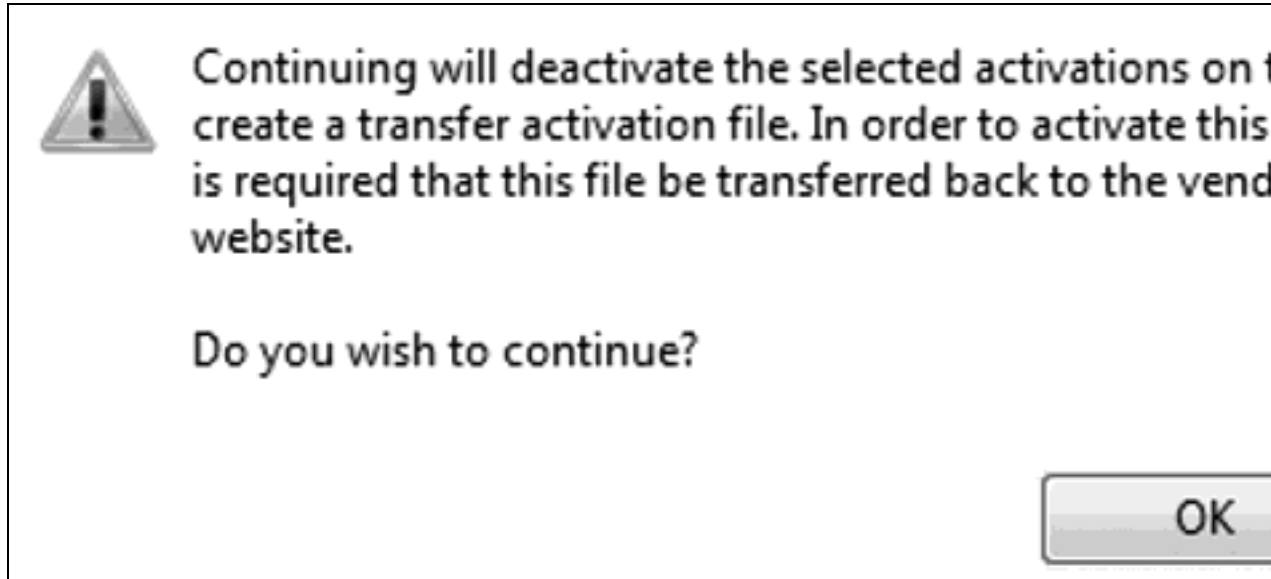 Continuing will deactivate the selected activations on
create a transfer activation file. In order to activate this
is required that this file be transferred back to the vend
website.
Do you wish to continue?
OK